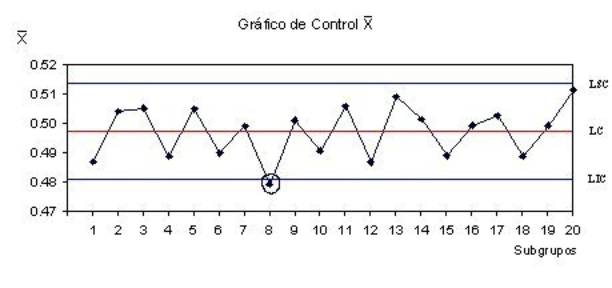 Gráfico de Control X̅
X̅
0.52
0.51
0.50
0.49
0.48
0.47
LSC
LC
LIC
1 2 3 4 5 6 7 8 9 10 11 12 13 14 15 16 17 18 19 20
Subgrupos